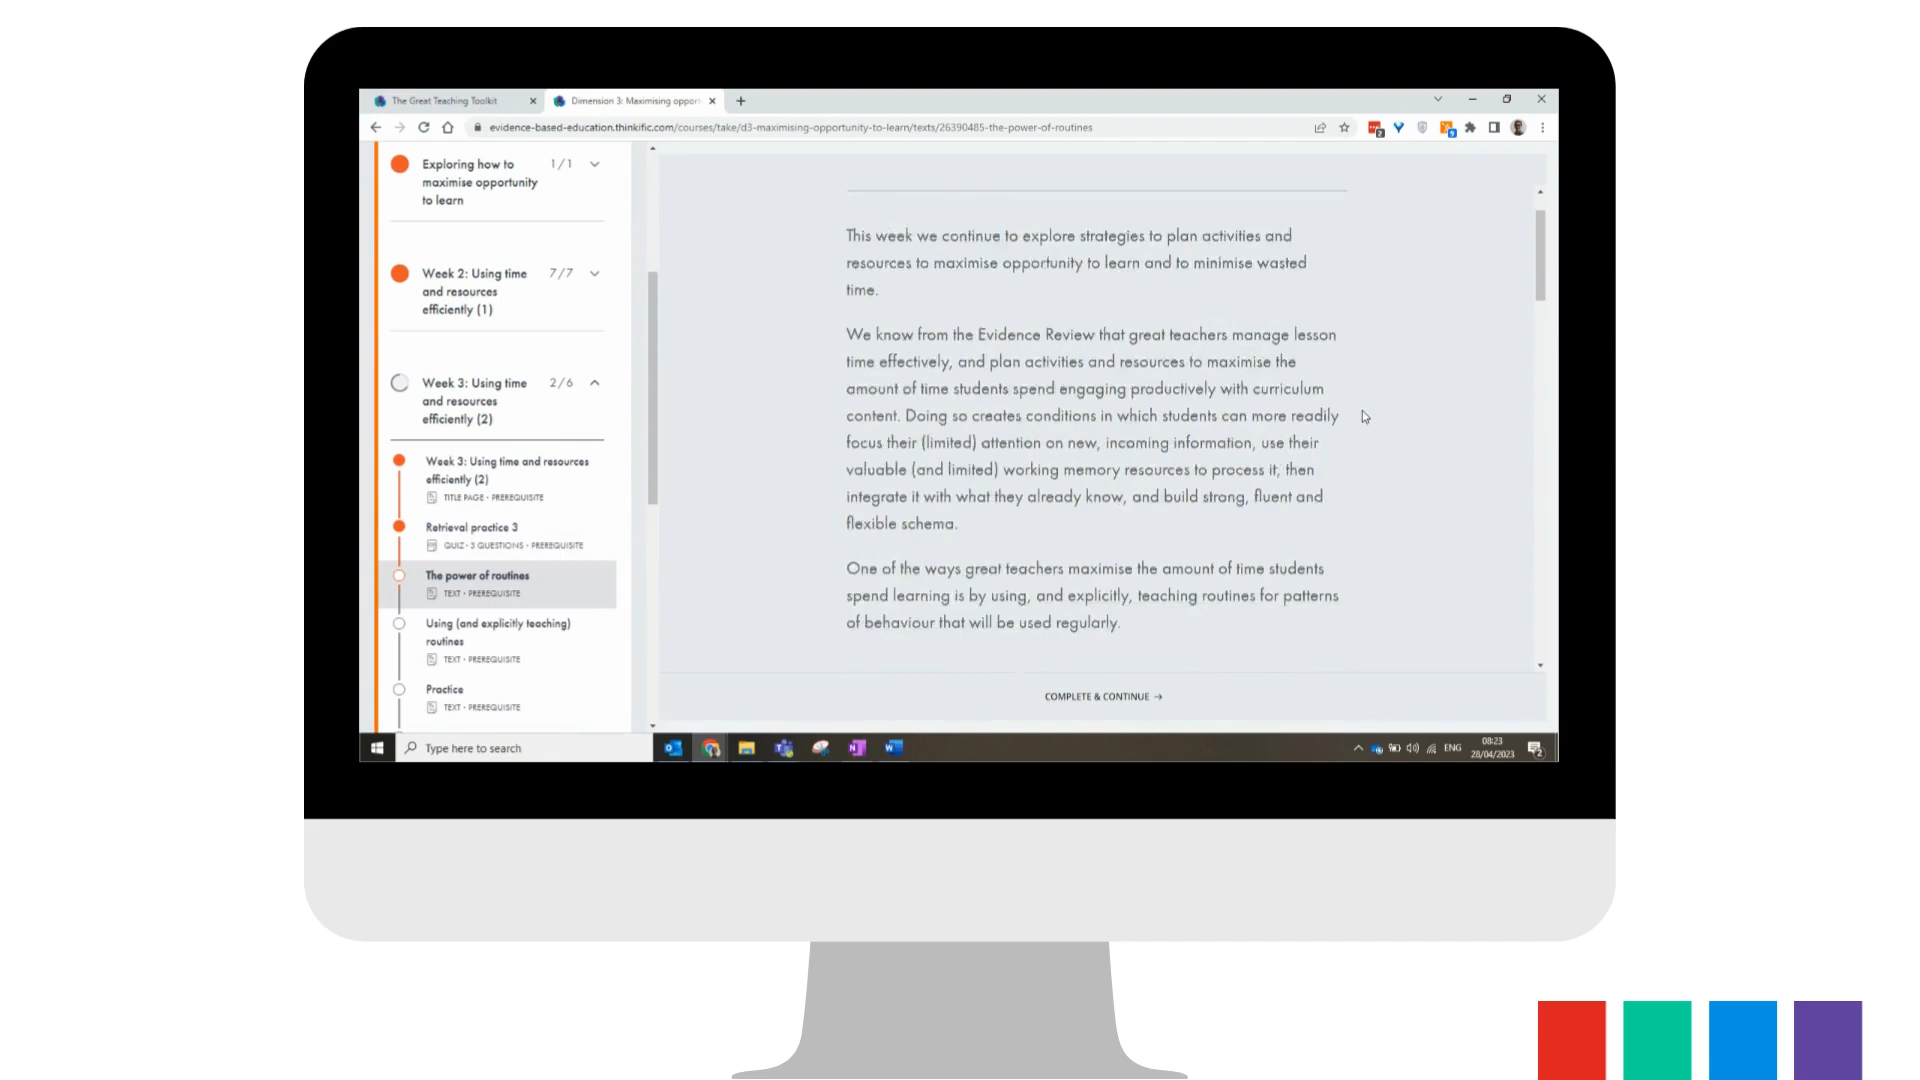 The Great Teaching Toolkit
Dimension 3: Maximising opport
evidence-based-education.thinkific.com/courses/take/d3-maximising-opportunity-to-learn/texts/26390485-the-power-of-routines
Exploring how to 1/1
maximise opportunity
to learn
Week 2: Using time 7/7
and resources
efficiently (1)
Week 3: Using time 2/6
and resources
efficiently (2)
Week 3: Using time and resources
efficiently (2)
TITLE PAGE · PREREQUISITE
Retrieval practice 3
QUIZ · 3 QUESTIONS · PREREQUISITE
The power of routines
TEXT · PREREQUISITE
Using (and explicitly teaching)
routines
TEXT · PREREQUISITE
Practice
TEXT · PREREQUISITE
This week we continue to explore strategies to plan activities and
resources to maximise opportunity to learn and to minimise wasted
time.
We know from the Evidence Review that great teachers manage lesson
time effectively, and plan activities and resources to maximise the
amount of time students spend engaging productively with curriculum
content. Doing so creates conditions in which students can more readily
focus their (limited) attention on new, incoming information, use their
valuable (and limited) working memory resources to process it, then
integrate it with what they already know, and build strong, fluent and
flexible schema.
One of the ways great teachers maximise the amount of time students
spend learning is by using, and explicitly, teaching routines for patterns
of behaviour that will be used regularly.
COMPLETE & CONTINUE →
Type here to search
ENG
08:23
28/04/2023
2